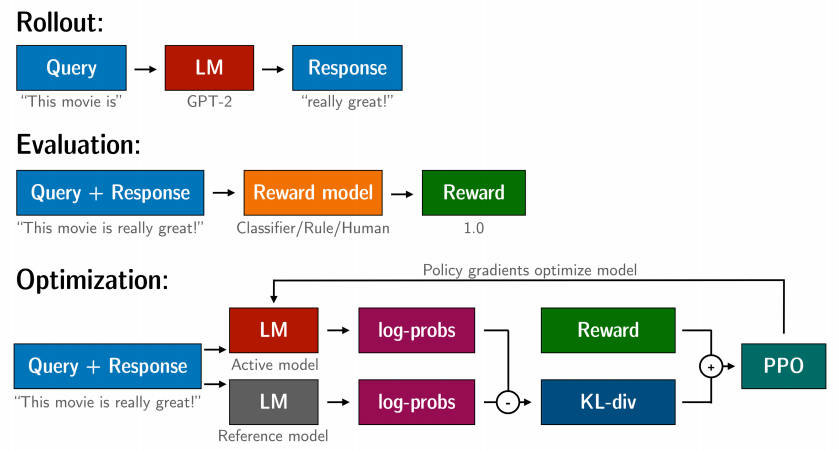 Rollout:
Query
LM
Response
“This movie is”
GPT-2
“really great!”
Evaluation:
Query + Response
Reward model
Reward
“This movie is really great!”
Classifier/Rule/Human
1.0
Optimization:
Policy gradients optimize model
LM
log-probs
Reward
Query + Response
Active model
+
PPO
“This movie is really great!”
LM
log-probs
-
KL-div
Reference model